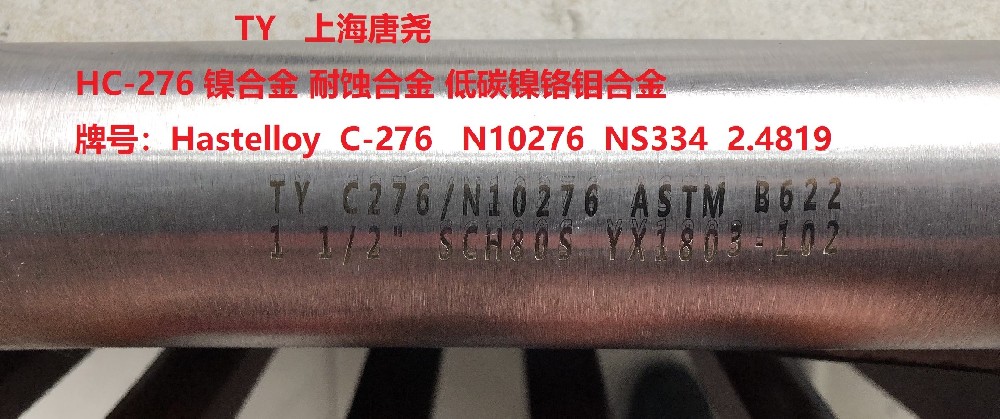 TY 上海唐尧
HC-276 镍合金 耐蚀合金 低碳镍铬钼合金
牌号：Hastelloy C-276 N10276 NS334 2.4819
TY C276/N10276 ASTM B622
1 1/2" SCH80S YX1803-102